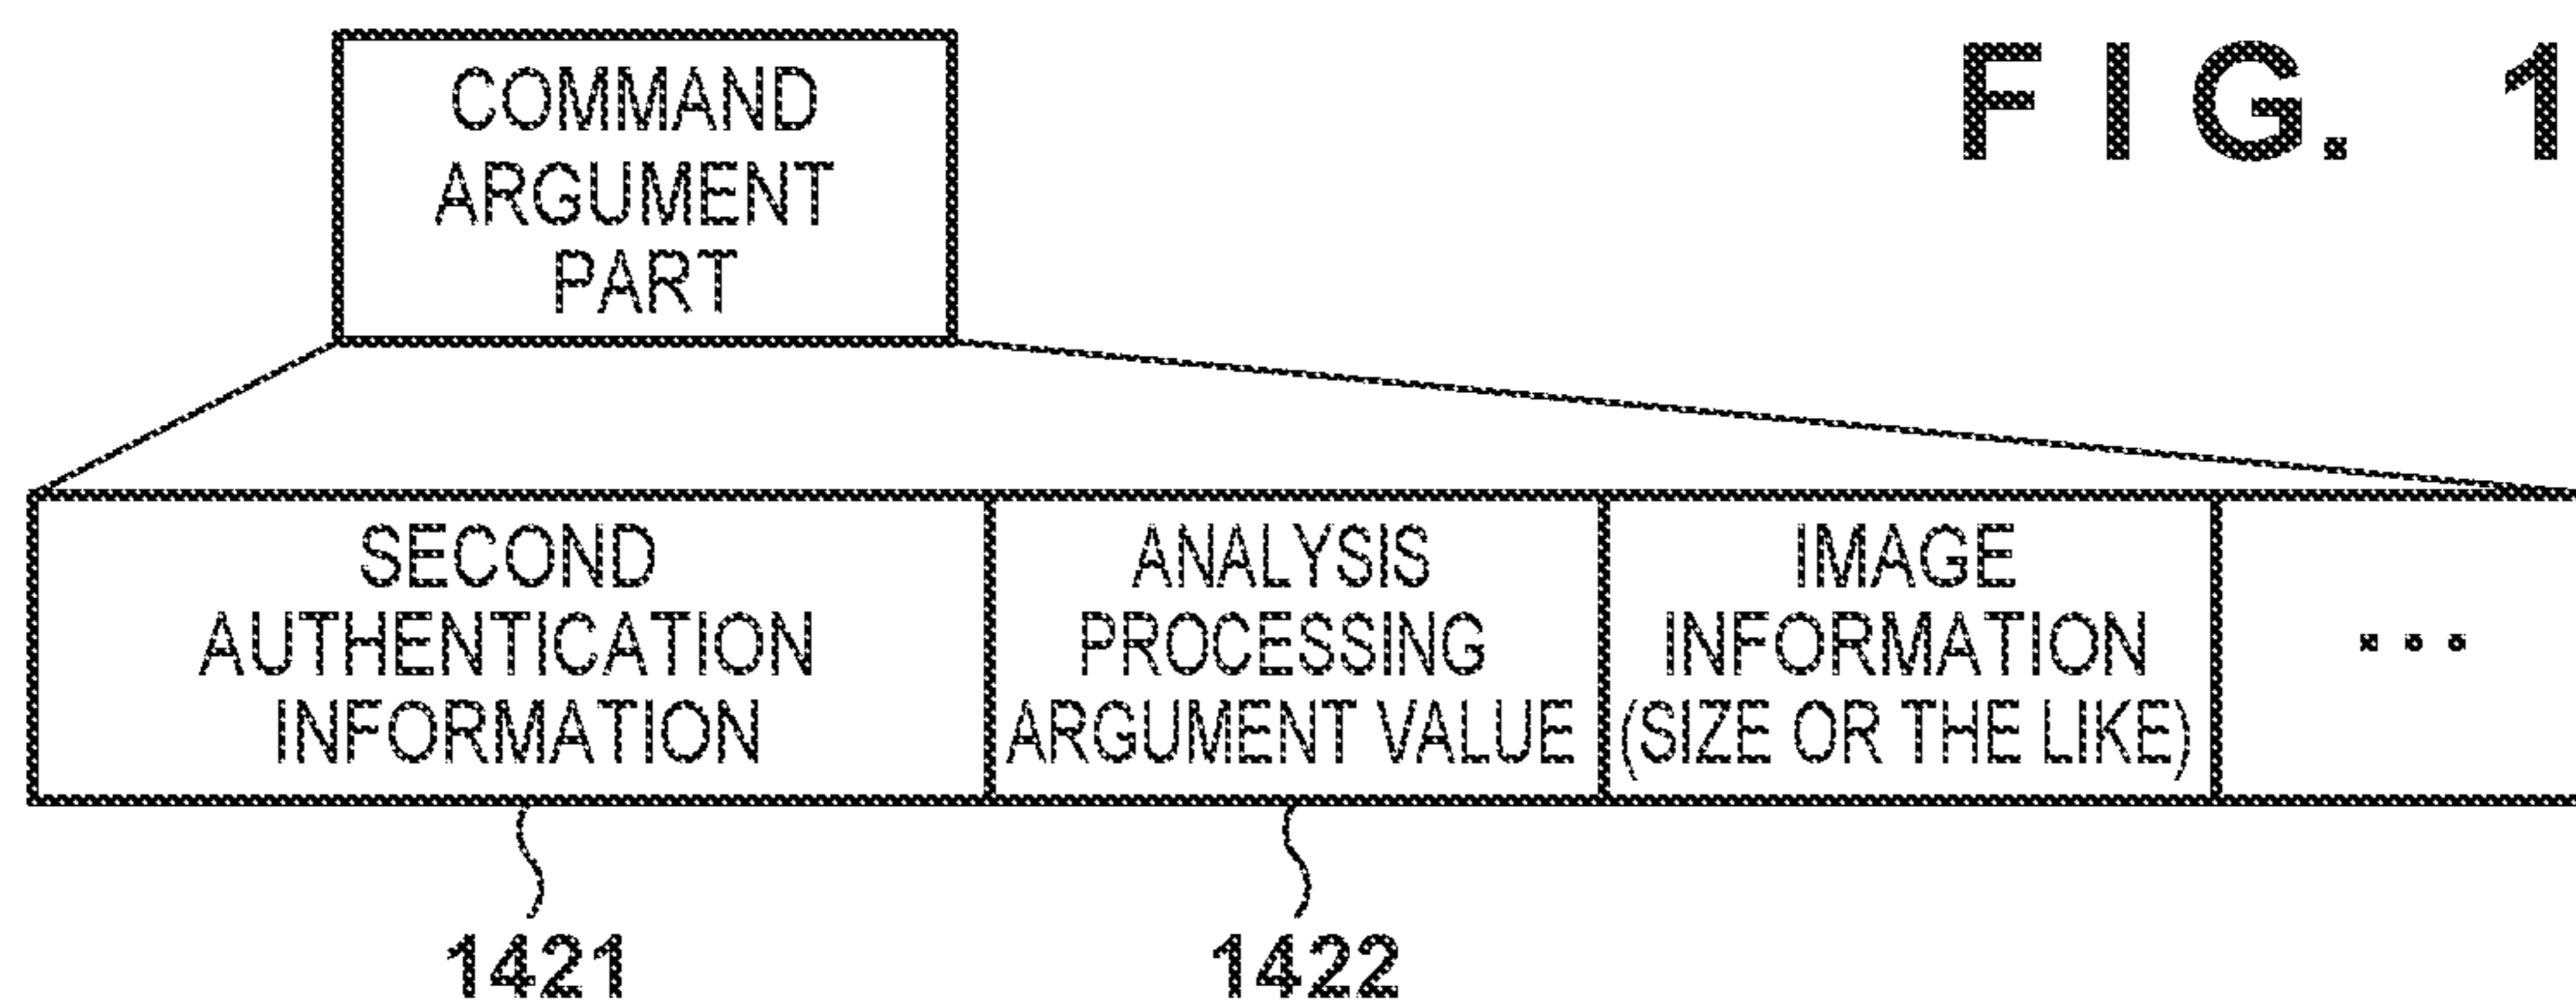 FIG. 1
COMMAND
ARGUMENT
PART
SECOND
AUTHENTICATION
INFORMATION
ANALYSIS
PROCESSING
ARGUMENT VALUE
IMAGE
INFORMATION
(SIZE OR THE LIKE)
...
1421
1422